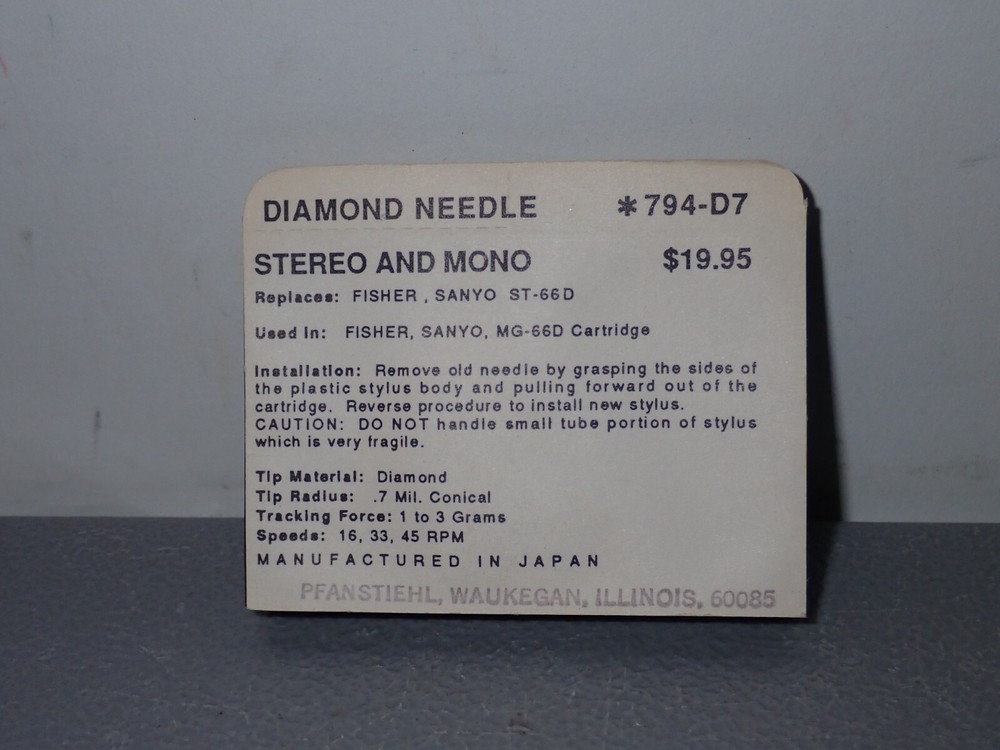 DIAMOND NEEDLE *794-D7
STEREO AND MONO $19.95
Replaces: FISHER, SANYO ST-66D
Used in: FISHER, SANYO, MG-66D Cartridge
Installation: Remove old needle by grasping the sides of
the plastic stylus body and pulling forward out of the
cartridge. Reverse procedure to install new stylus.
CAUTION: DO NOT handle small tube portion of stylus
which is very fragile.
Tip Material: Diamond
Tip Radius: .7 Mil. Conical
Tracking Force: 1 to 3 Grams
Speeds: 16, 33, 45 RPM
MANUFACTURED IN JAPAN
PFANSTIEHL, WAUKEGAN, ILLINOIS, 60085